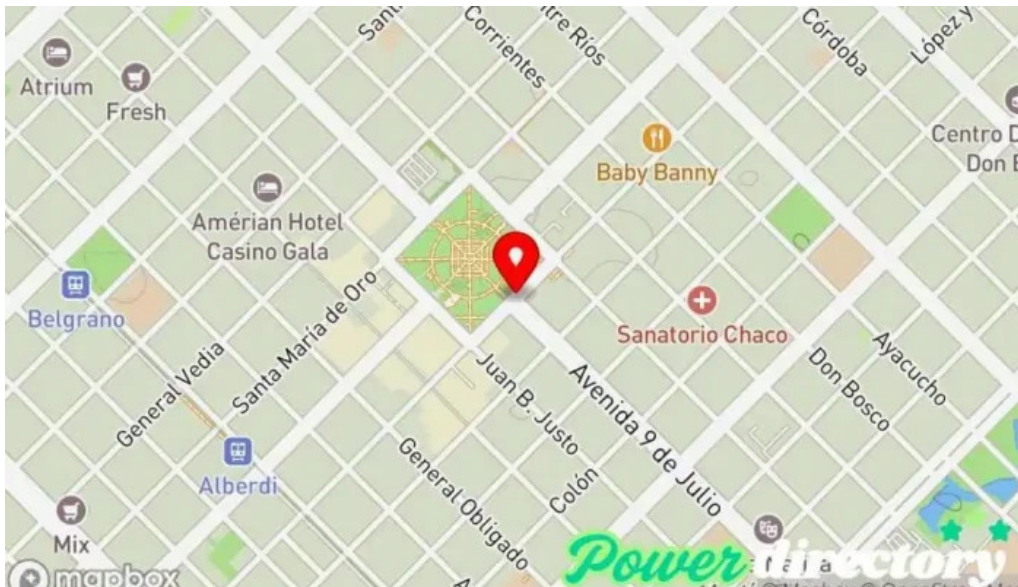 Corrientes
Córdoba
López y
Atrium
Fresh
Baby Banny
Centro
Don
Amérian Hotel
Casino Gala
Belgrano
Santa María de Oro
Sanatorio Chaco
General Vedia
Ayacucho
Don Bosco
Juan B. Justo
Avenida 9 de Julio
Alberdi
General Obligado
Colón
Mix
mapbox
Power directory